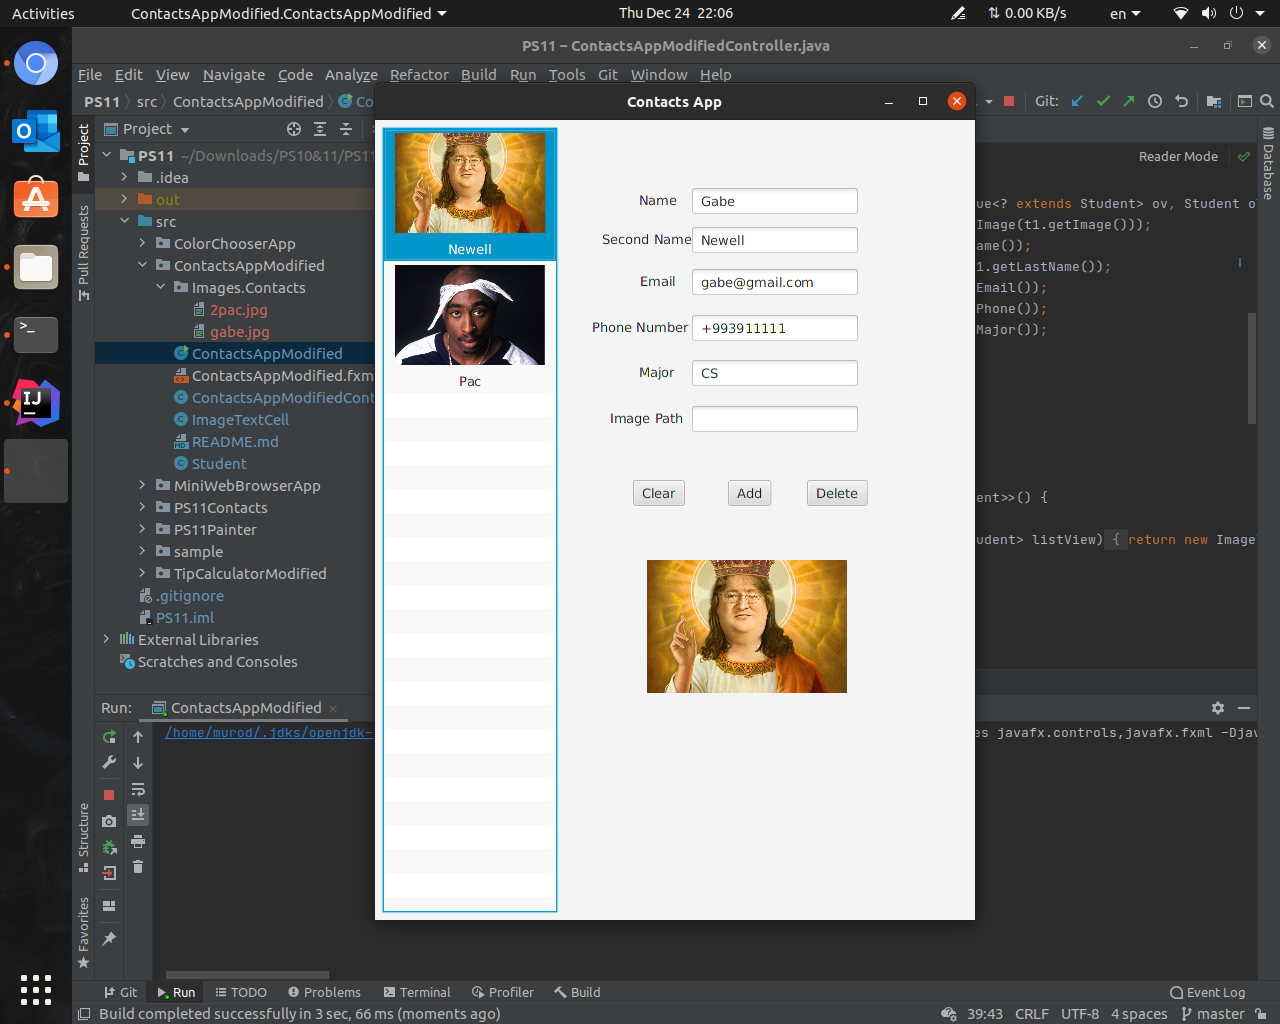 Activities
ContactsAppModified.ContactsAppModified
Thu Dec 24 22:06
0.00 KB/s
en
PS11 – ContactsAppModifiedController.java
File Edit View Navigate Code Analyze Refactor Build Run Tools Git Window Help
PS11 src ContactsAppModified Co
Git:
Contacts App
Project
Project
Pull Requests
Structure
Favorites
Database
Reader Mode
PS11 ~/Downloads/PS10&11/PS11
.idea
out
src
ColorChooserApp
ContactsAppModified
Images.Contacts
2pac.jpg
gabe.jpg
ContactsAppModified
ContactsAppModified.fxm
ContactsAppModifiedCont
ImageTextCell
README.md
Student
MiniWebBrowserApp
PS11Contacts
PS11Painter
sample
TipCalculatorModified
.gitignore
PS11.iml
External Libraries
Scratches and Consoles
Newell
Pac
Name Gabe
Second Name Newell
Email gabe@gmail.com
Phone Number +993911111
Major CS
Image Path
Clear Add Delete
ue<? extends Student> ov, Student o
Image(t1.getImage()));
ame());
1.getLastName());
Email());
Phone());
Major());
ent>>() {
udent> listView) { return new Image
Run: ContactsAppModified
/home/murod/.jdks/openjdk-
es javafx.controls,javafx.fxml -Djav
Git Run TODO Problems Terminal Profiler Build Event Log
Build completed successfully in 3 sec, 66 ms (moments ago)
39:43 CRLF UTF-8 4 spaces master